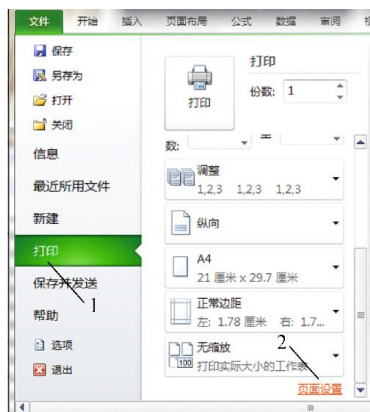 文件 开始 插入 页面布局 公式 数据 审阅
保存
另存为
打开
关闭
信息
最近所用文件
新建
打印
1
保存并发送
帮助
选项
退出
打印
打印
份数: 1
数:
调整
1,2,3 1,2,3 1,2,3
纵向
A4
21 厘米 x 29.7 厘米
正常边距
左: 1.78 厘米 右: 1.7...
无缩放
100
打印实际大小的工作表
2
页面设置